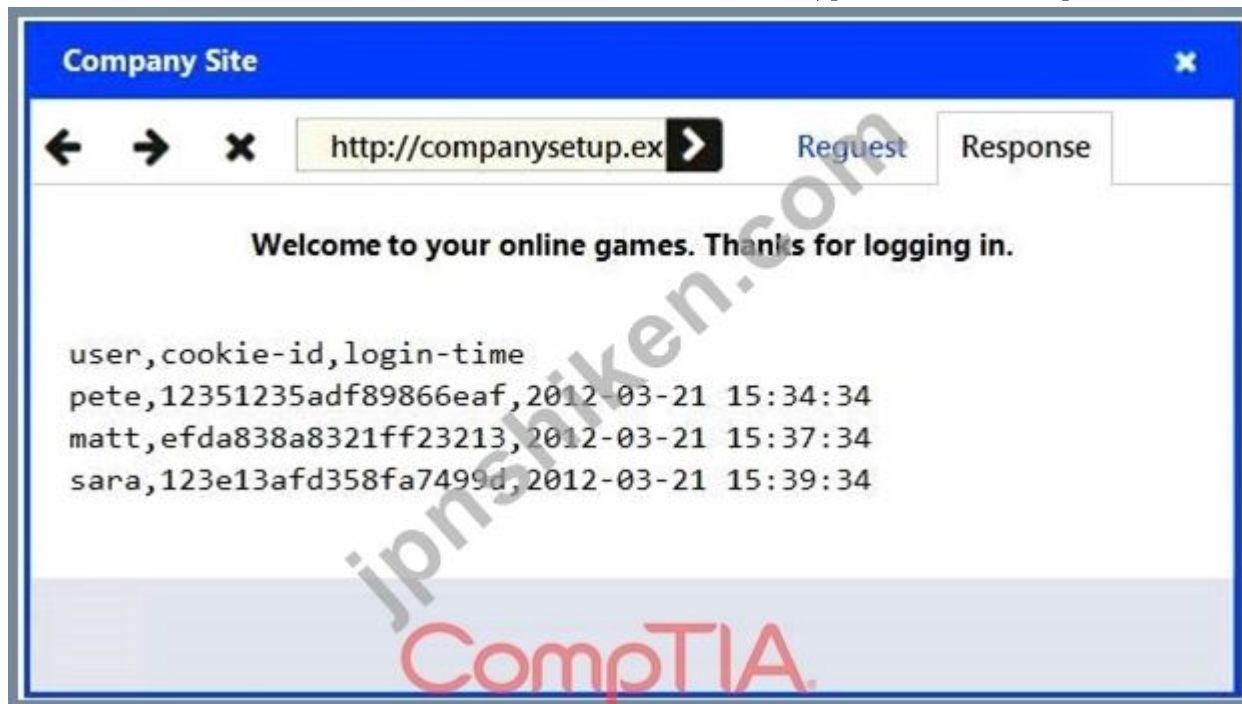 Company Site
http://companysetup.ex
Reguest
Response
Welcome to your online games. Thanks for logging in.
user,cookie-id,login-time
pete,12351235adf89866eaf,2012-03-21 15:34:34
matt,efda838a8321ff23213,2012-03-21 15:37:34
sara,123e13afd358fa7499d,2012-03-21 15:39:34
jpnshiken.com
CompTIA.